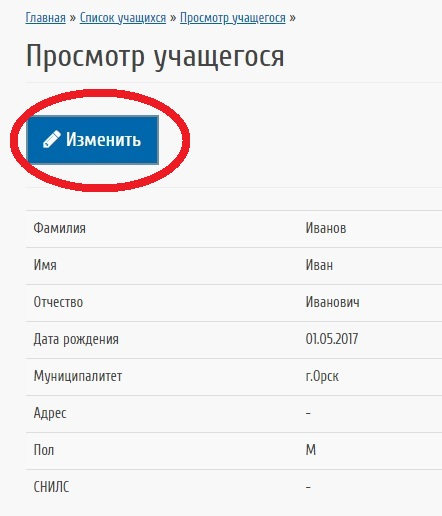 Главная » Список учащихся » Просмотр учащегося »
Просмотр учащегося
Изменить
Фамилия Иванов
Имя Иван
Отчество Иванович
Дата рождения 01.05.2017
Муниципалитет г.Орск
Адрес -
Пол М
СНИЛС -